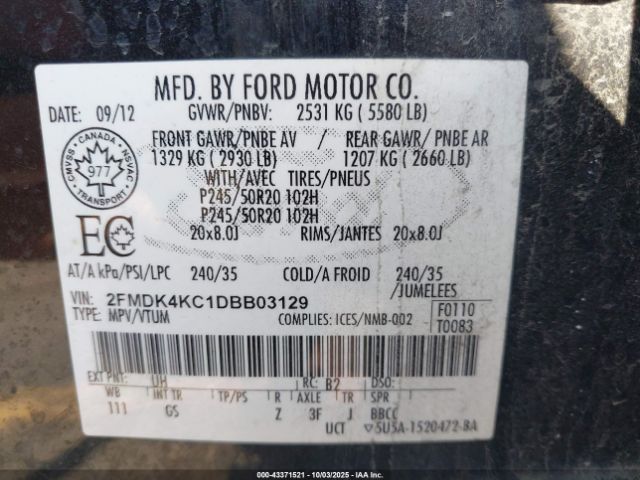 MFD. BY FORD MOTOR CO.
DATE: 09/12 GVWR/PNBV: 2531 KG ( 5580 LB)
FRONT GAWR/PNBE AV / REAR GAWR/ PNBE AR
1329 KG ( 2930 LB) 1207 KG ( 2660 LB)
CANADA
CMVSS NSVAC
977
TRANSPORT
WITH/AVEC TIRES/PNEUS
P245/50R20 102H
P245/50R20 102H
20x8.0J RIMS/JANTES 20x8.0J
EC
AT/A kPa/PSI/LPC 240/35 COLD/A FROID 240/35
/JUMELEES
VIN: 2FMDK4KC1DBB03129
TYPE: MPV/VTUM COMPLIES: ICES/NMB-002
F0110
T0083
EXT PNT: UH RC: B2 DSO:
WB INT TR TP/PS R AXLE TR SPR
111 GS Z 3F J BBCC
UCT 5U5A-1520472-BA
© - 000-43371521 - 10/03/2025 - IAA Holdings, LLC